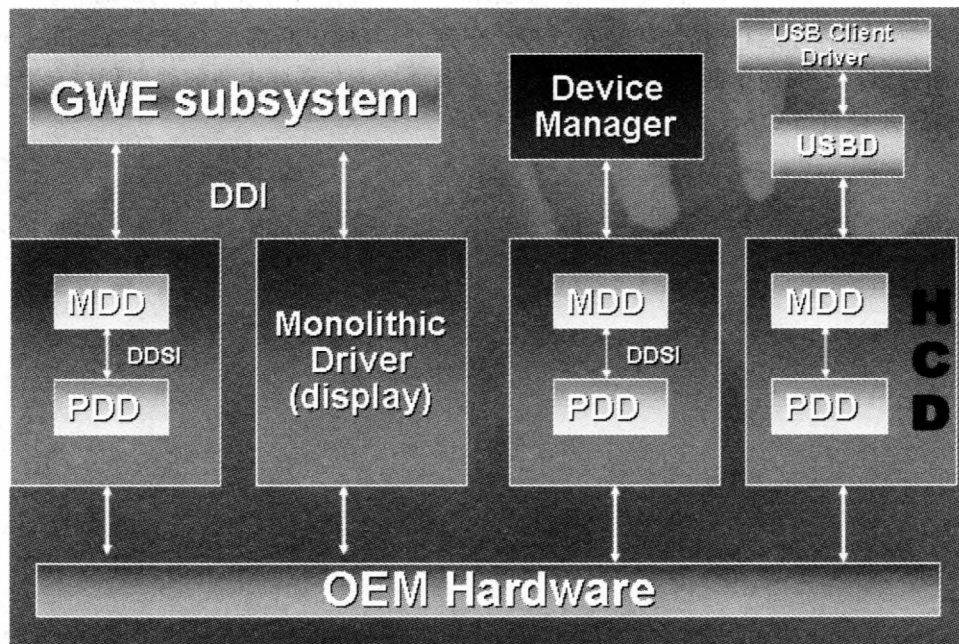 USB Client
Driver
GWE subsystem
Device
Manager
USBD
DDI
MDD
DDSI
PDD
Monolithic
Driver
(display)
MDD
DDSI
PDD
MDD
PDD
H
C
D
OEM Hardware